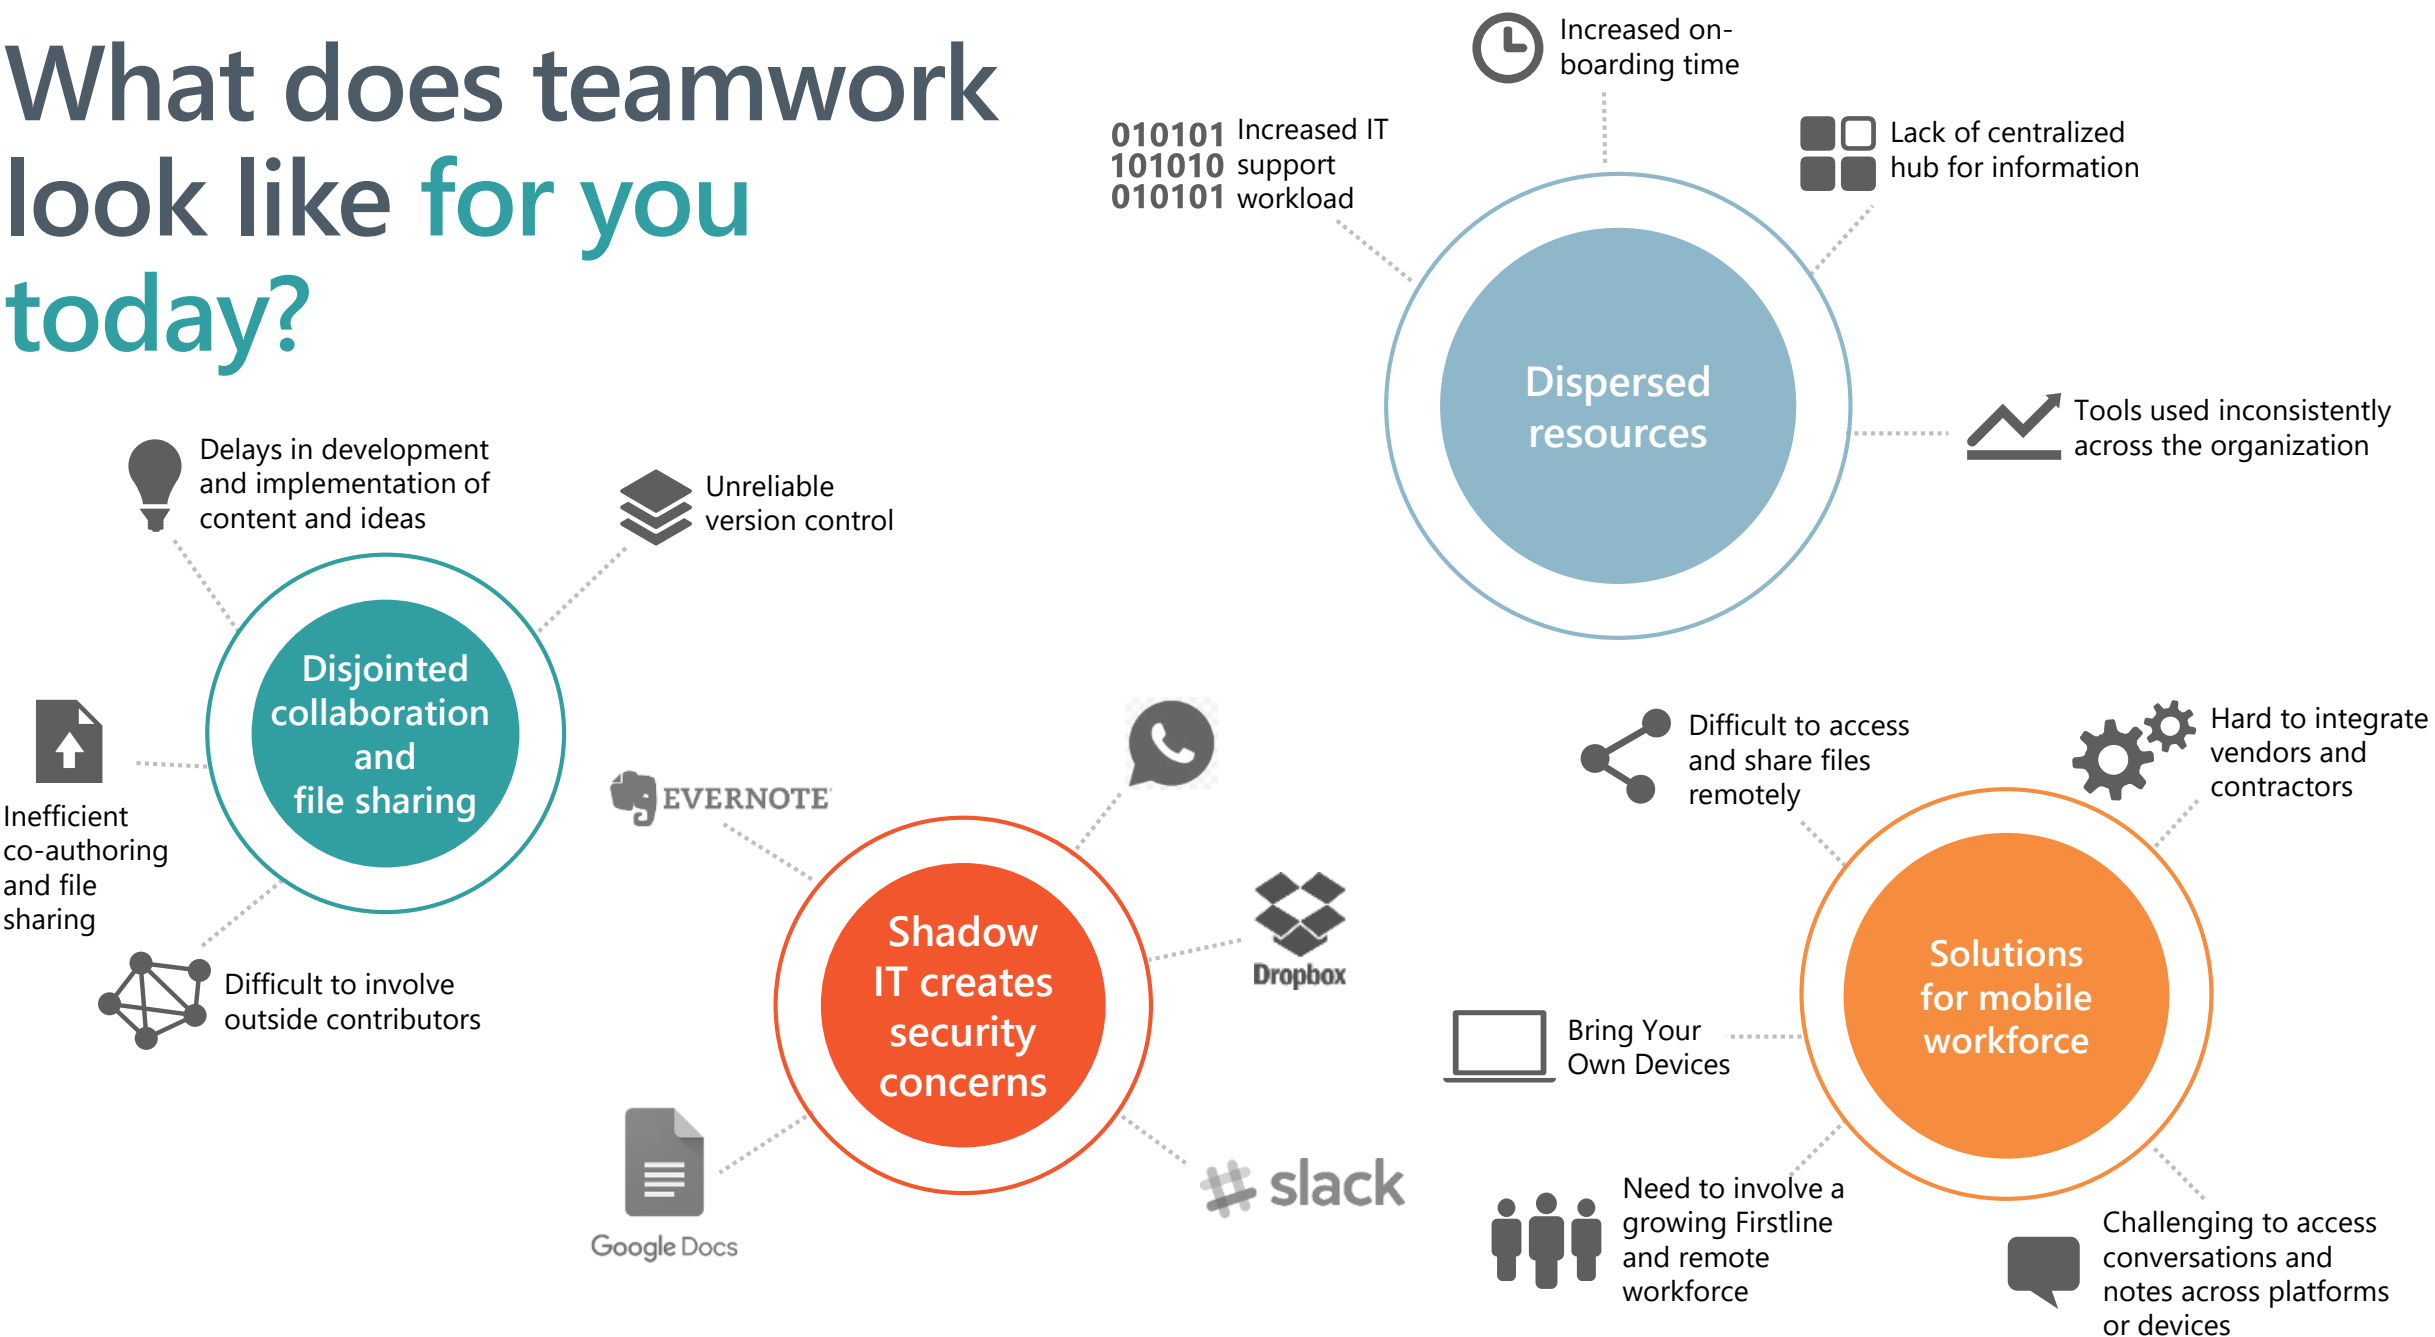 What does teamwork
look like for you
today?
Increased on-
boarding time
010101
101010
010101
Increased IT
support
workload
Lack of centralized
hub for information
Dispersed
resources
Tools used inconsistently
across the organization
Delays in development
and implementation of
content and ideas
Unreliable
version control
Disjointed
collaboration
and
file sharing
Inefficient
co-authoring
and file
sharing
Difficult to involve
outside contributors
EVERNOTE
Dropbox
Shadow
IT creates
security
concerns
Google Docs
slack
Difficult to access
and share files
remotely
Hard to integrate
vendors and
contractors
Solutions
for mobile
workforce
Bring Your
Own Devices
Need to involve a
growing Firstline
and remote
workforce
Challenging to access
conversations and
notes across platforms
or devices